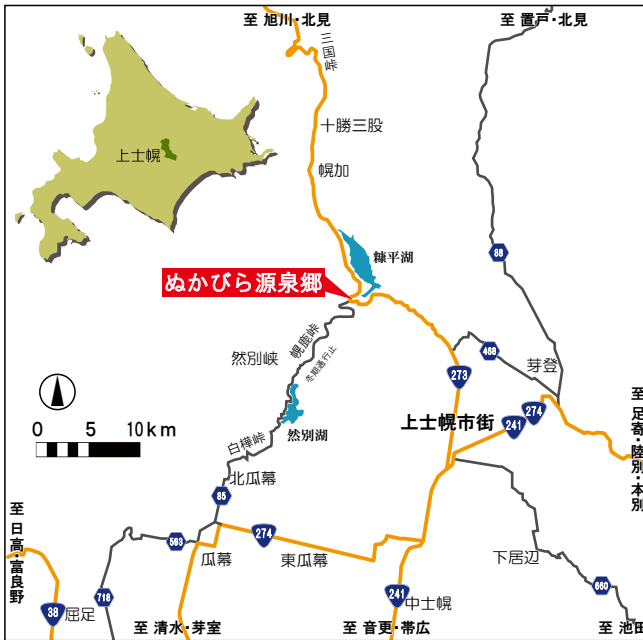 至 旭川・北見
至 置戸・北見
三国峠
十勝三股
上士幌
幌加
糠平湖
88
ぬかびら源泉郷
幌鹿峠
然別峡
冬期通行止
468
芽登
273
0 5 10km
然別湖
上士幌市街
274
241
至 足寄・陸別・本別
白樺峠
北瓜幕
85
至 日高・富良野
593
瓜幕
274
東瓜幕
下居辺
718
660
38
屈足
241
中士幌
至 清水・芽室
至 音更・帯広
至 池田